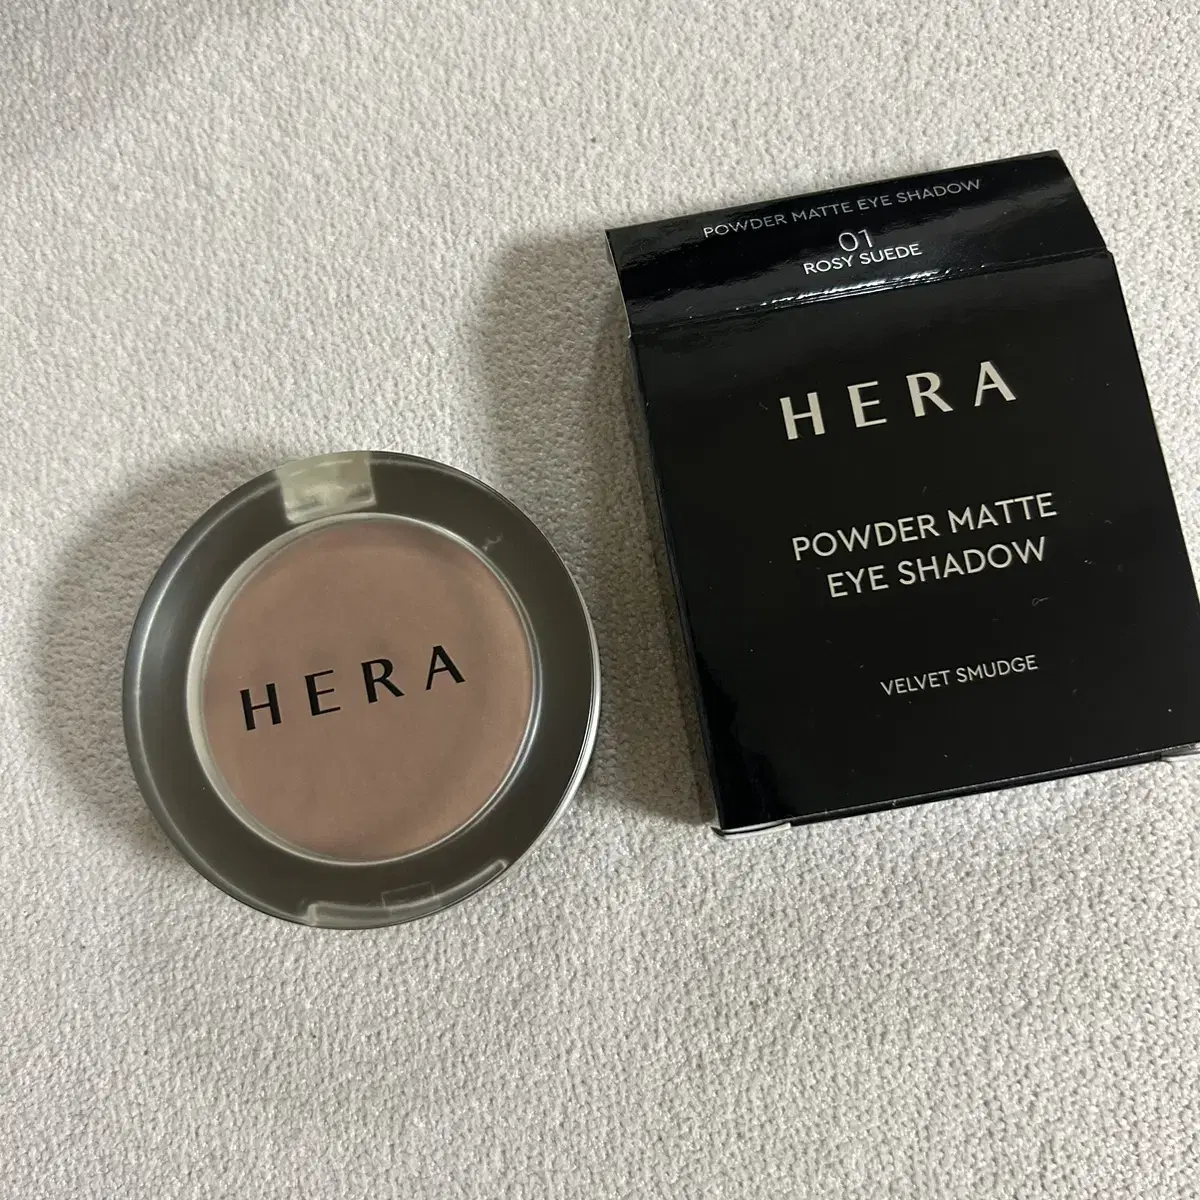 POWDER MATTE EYE SHADOW
01
ROSY SUEDE
HERA
POWDER MATTE
EYE SHADOW
VELVET SMUDGE
HERA